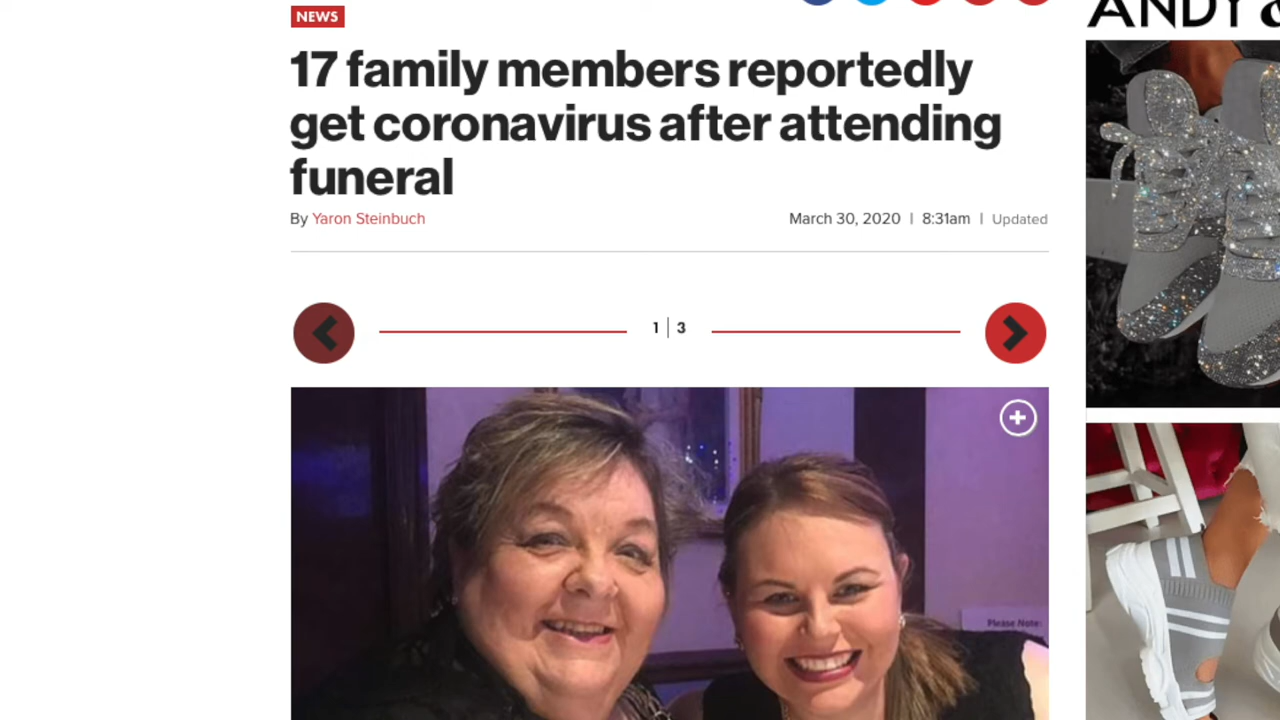 NEWS
17 family members reportedly
get coronavirus after attending
funeral
By Yaron Steinbuch
March 30, 2020 | 8:31am | Updated
1 | 3
Please Note:
ANDY &